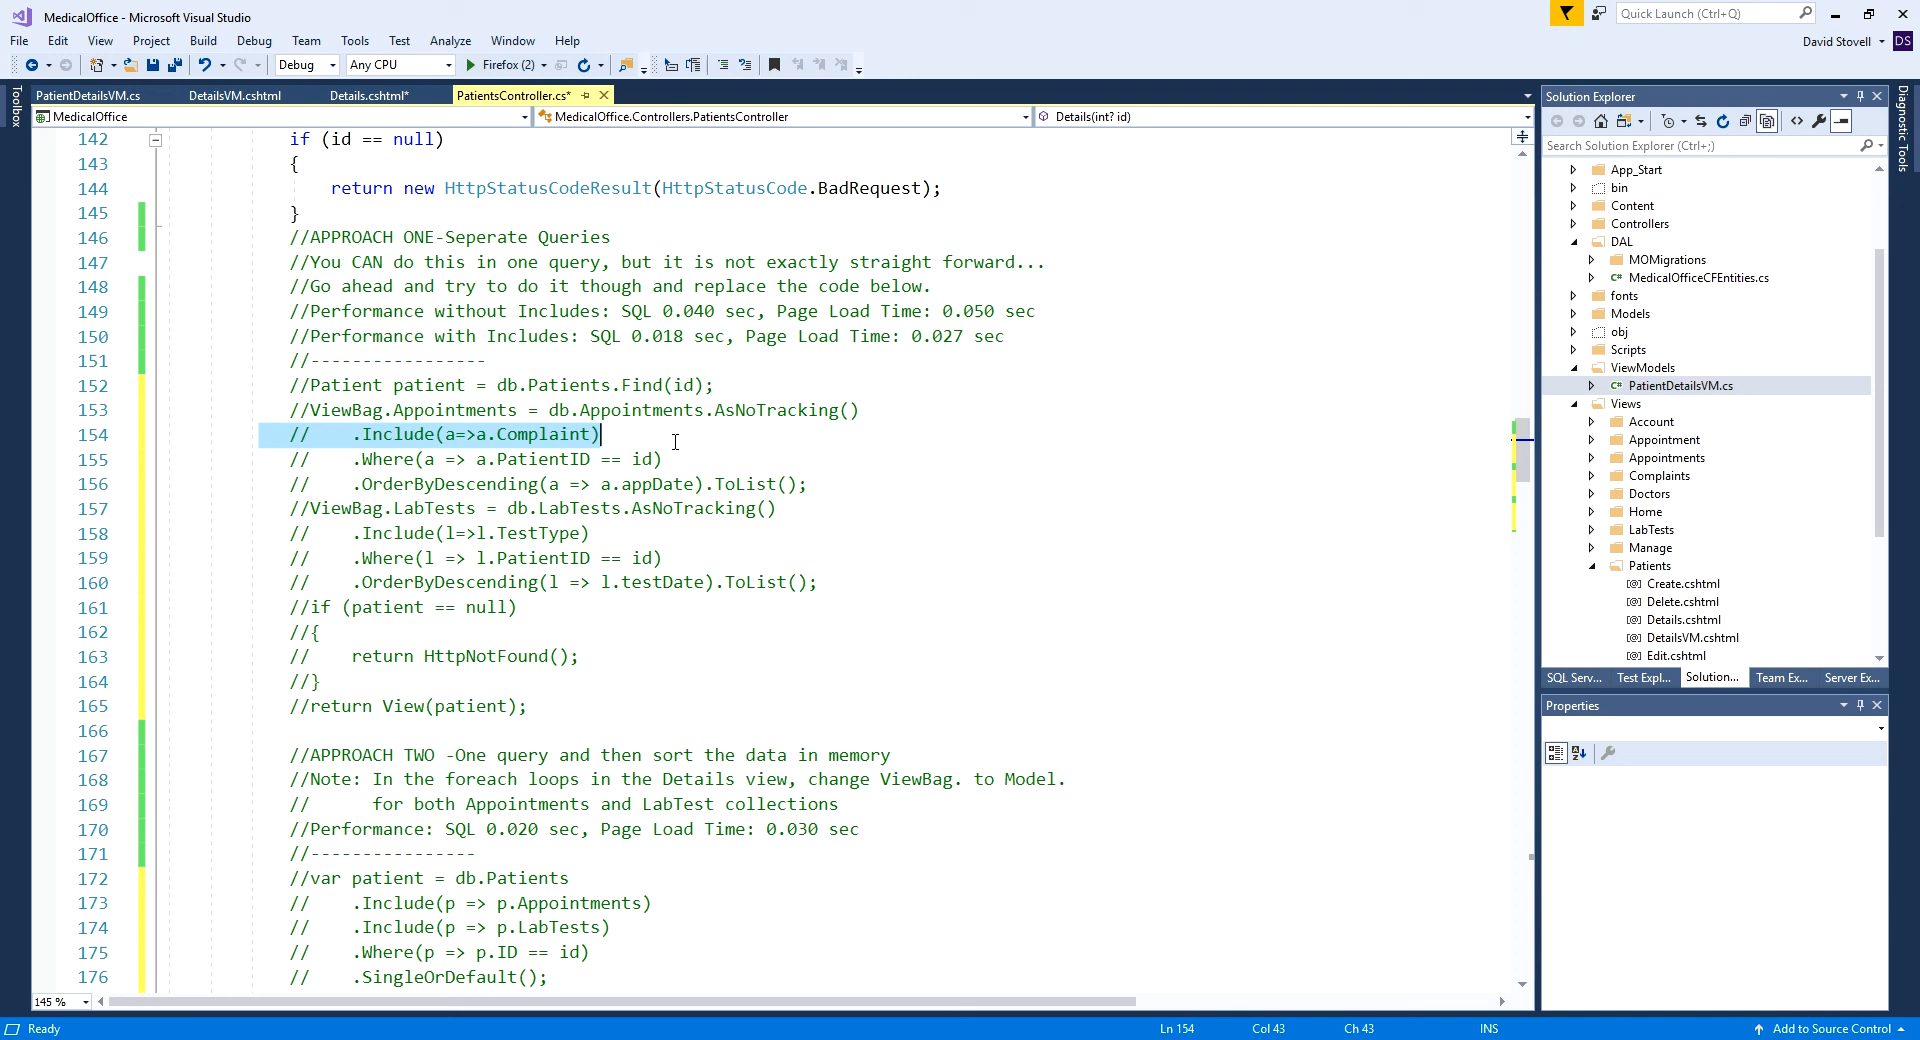 MedicalOffice - Microsoft Visual Studio
Quick Launch (Ctrl+Q)
File Edit View Project Build Debug Team Tools Test Analyze Window Help
David Stovell DS
Debug Any CPU Firefox (2)
Toolbox
PatientDetailsVM.cs DetailsVM.cshtml Details.cshtml* PatientsController.cs*
MedicalOffice MedicalOffice.Controllers.PatientsController Details(int? id)
142 if (id == null)
143 {
144 return new HttpStatusCodeResult(HttpStatusCode.BadRequest);
145 }
146 //APPROACH ONE-Seperate Queries
147 //You CAN do this in one query, but it is not exactly straight forward...
148 //Go ahead and try to do it though and replace the code below.
149 //Performance without Includes: SQL 0.040 sec, Page Load Time: 0.050 sec
150 //Performance with Includes: SQL 0.018 sec, Page Load Time: 0.027 sec
151 //-----------------
152 //Patient patient = db.Patients.Find(id);
153 //ViewBag.Appointments = db.Appointments.AsNoTracking()
154 // .Include(a=>a.Complaint)
155 // .Where(a => a.PatientID == id)
156 // .OrderByDescending(a => a.appDate).ToList();
157 //ViewBag.LabTests = db.LabTests.AsNoTracking()
158 // .Include(l=>l.TestType)
159 // .Where(l => l.PatientID == id)
160 // .OrderByDescending(l => l.testDate).ToList();
161 //if (patient == null)
162 //{
163 // return HttpNotFound();
164 //}
165 //return View(patient);
166
167 //APPROACH TWO -One query and then sort the data in memory
168 //Note: In the foreach loops in the Details view, change ViewBag. to Model.
169 // for both Appointments and LabTest collections
170 //Performance: SQL 0.020 sec, Page Load Time: 0.030 sec
171 //----------------
172 //var patient = db.Patients
173 // .Include(p => p.Appointments)
174 // .Include(p => p.LabTests)
175 // .Where(p => p.ID == id)
176 // .SingleOrDefault();
145 %
Solution Explorer
Search Solution Explorer (Ctrl+;)
App_Start
bin
Content
Controllers
DAL
MOMigrations
C# MedicalOfficeCFEntities.cs
fonts
Models
obj
Scripts
ViewModels
C# PatientDetailsVM.cs
Views
Account
Appointment
Appointments
Complaints
Doctors
Home
LabTests
Manage
Patients
[@] Create.cshtml
[@] Delete.cshtml
[@] Details.cshtml
[@] DetailsVM.cshtml
[@] Edit.cshtml
SQL Serv... Test Expl... Solution... Team Ex... Server Ex...
Properties
Diagnostic Tools
Ready Ln 154 Col 43 Ch 43 INS Add to Source Control